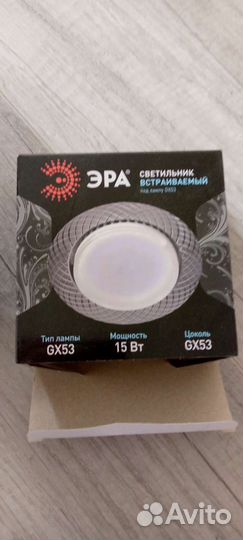 ЭРА
СВЕТИЛЬНИК
ВСТРАИВАЕМЫЙ
под лампу GX53
Тип лампы
GX53
Мощность
15 Вт
Цоколь
GX53
Avito